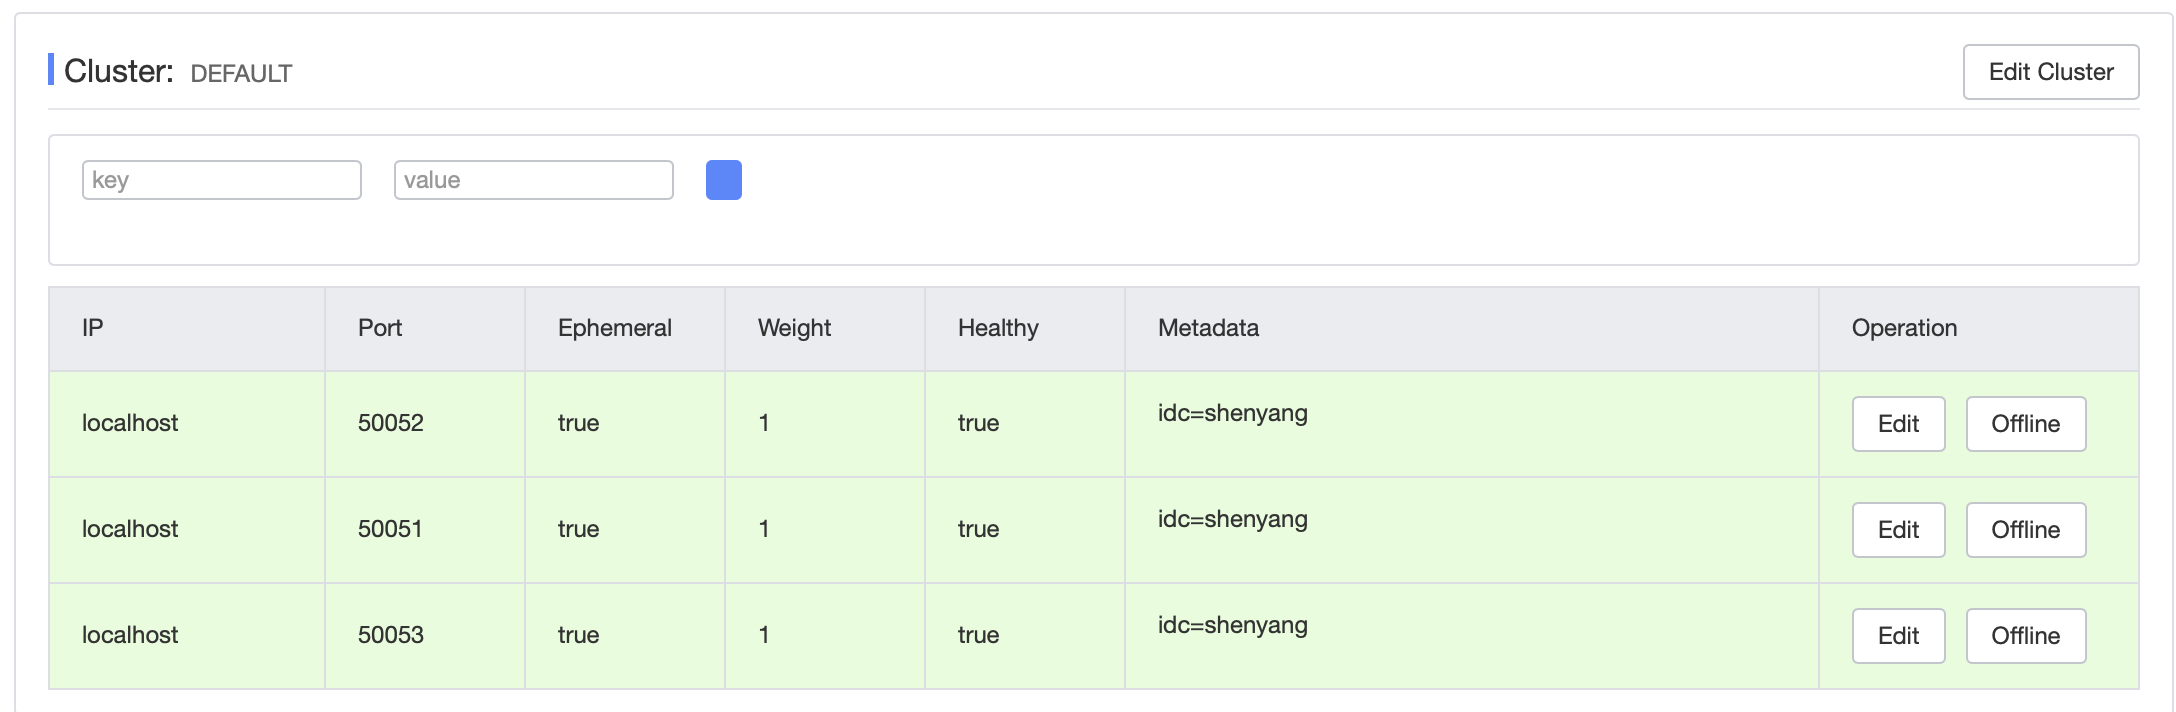 Cluster: DEFAULT
Edit Cluster
key value
IP Port Ephemeral Weight Healthy Metadata Operation
localhost 50052 true 1 true idc=shenyang Edit Offline
localhost 50051 true 1 true idc=shenyang Edit Offline
localhost 50053 true 1 true idc=shenyang Edit Offline